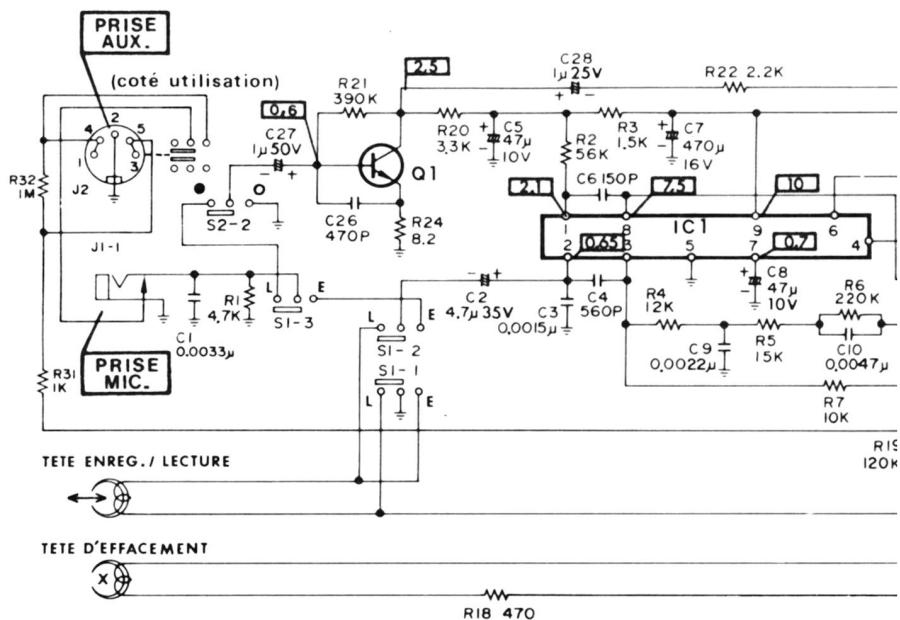 PRISE
AUX.
(coté utilisation)
2
4
5
1
3
J2
R32
1M
J1-1
S2-2
C27
1µ 50V
-
+
0,6
R21
390K
2,5
Q1
C26
470P
R24
8.2
C28
1µ 25V
+
-
R22 2.2K
R20
3,3K
+
-
C5
47µ
10V
R2
56K
R3
1.5K
+
-
C7
470µ
16V
C6 150P
2,1
7,5
10
IC1
1
8
9
6
4
2
3
5
7
0,65
0,7
+
-
C8
47µ
10V
C1
0.0033µ
R1
4.7K
L
E
S1-3
-
+
C2
4.7µ 35V
C3
0,0015µ
C4
560P
R4
12K
C9
0,0022µ
R5
15K
R6
220K
C10
0,0047µ
R7
10K
L
E
S1-2
S1-1
L
E
R31
1K
PRISE
MIC.
R19
120K
TETE ENREG. / LECTURE
TETE D'EFFACEMENT
X
R18 470